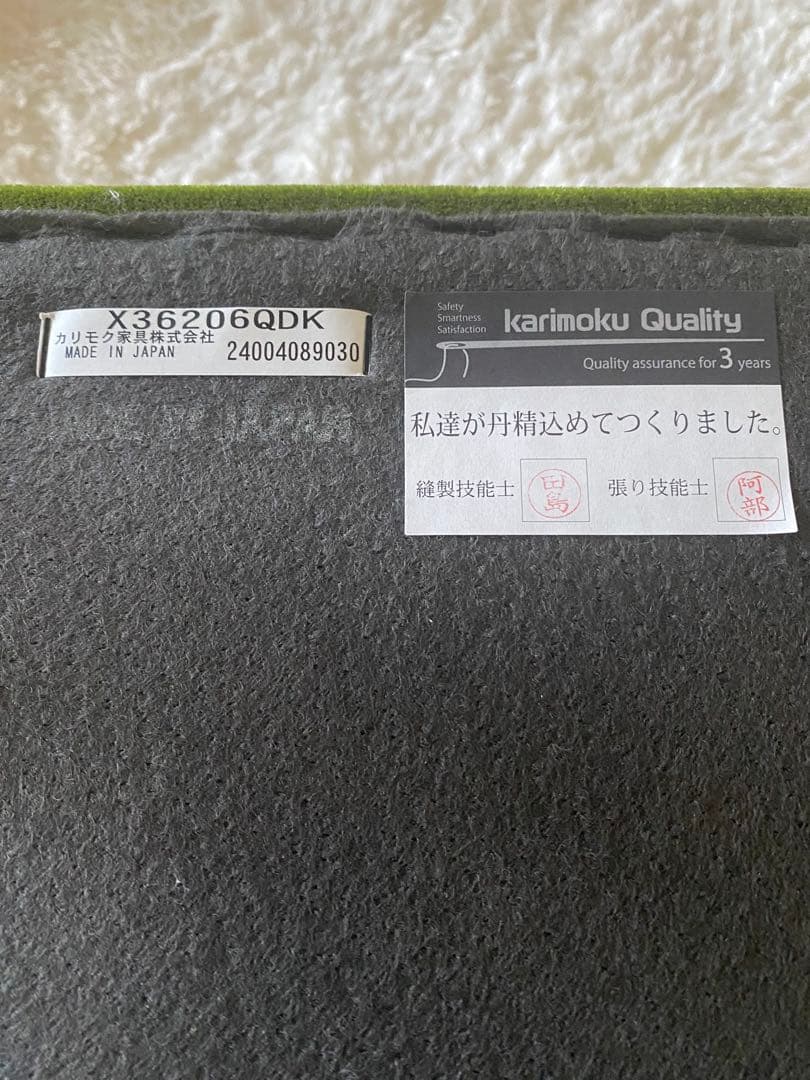 X36206QDK
カリモク家具株式会社
MADE IN JAPAN 24004089030
Safety
Smartness
Satisfaction
karimoku Quality
Quality assurance for 3 years
私達が丹精込めてつくりました。
縫製技能士 田島 張り技能士 阿部